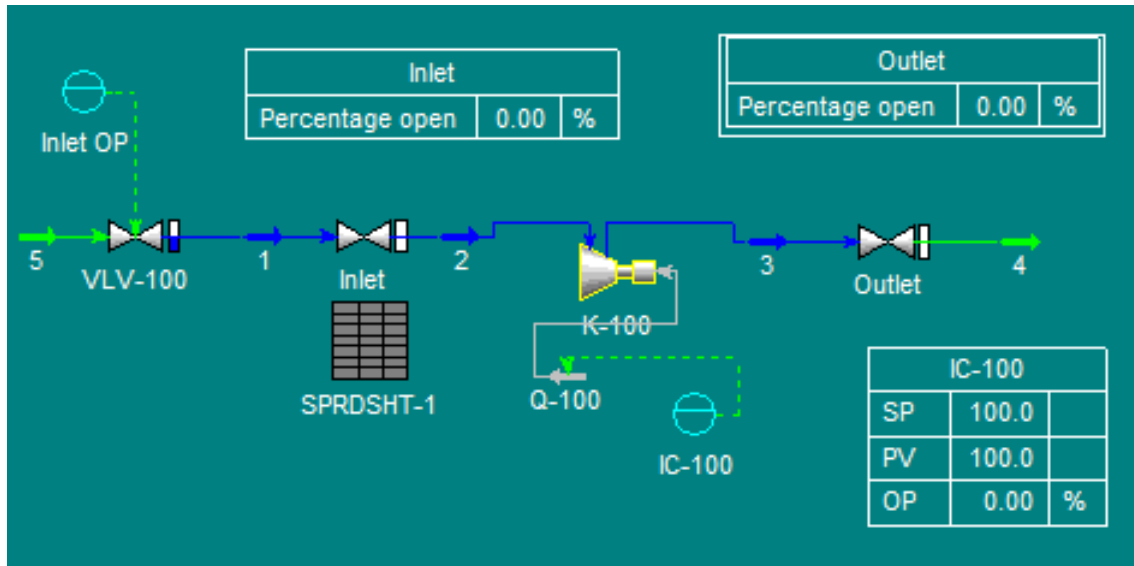 Inlet
Percentage open 0.00 %
Outlet
Percentage open 0.00 %
Inlet OP
5
VLV-100
1
Inlet
2
K-100
3
Outlet
4
SPRDSHT-1
Q-100
IC-100
IC-100
SP 100.0
PV 100.0
OP 0.00 %